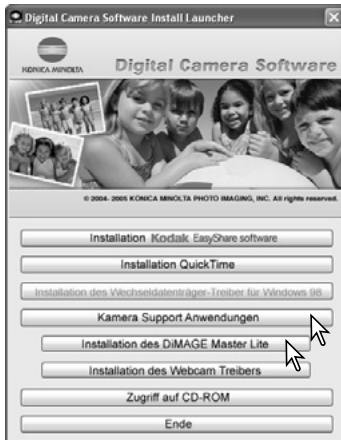 Digital Camera Software Install Launcher
KONICA MINOLTA
Digital Camera Software
© 2004- 2005 KONICA MINOLTA PHOTO IMAGING, INC. All rights reserved.
Installation Kodak EasyShare software
Installation QuickTime
Installation des Wechseldatenträger-Treiber für Windows 98
Kamera Support Anwendungen
Installation des DiMAGE Master Lite
Installation des Webcam Treibers
Zugriff auf CD-ROM
Ende